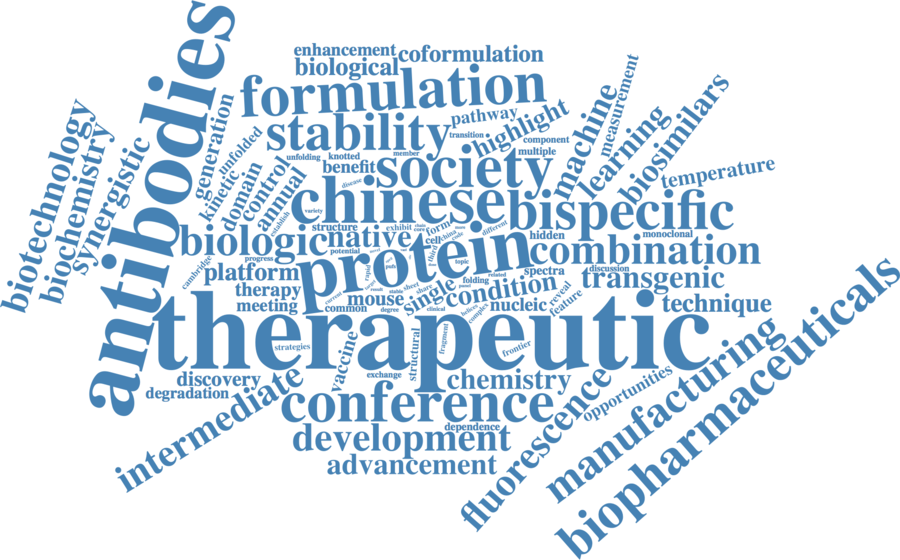 enhancement
coformulation
biological
formulation
antibodies
stability
pathway
transition
highlight
component
multiple
machine
measurement
learning
biosimilars
temperature
biotechnology
biochemistry
synergistic
generation
unfolded
kinetic
domain
control
annual
establish
unfolding
knotted
member
benefit
disease
society
variety
chinese
bispecific
structure
exhibit
form
different
hidden
monoclonal
biologic
native
cell
china
combination
progress
potential
protein
topic
discussion
cambridge
platform
rapid
third
folding
related
spectra
transgenic
therapy
current
mouse
sheet
share
single
condition
reveal
feature
meeting
common
degree
clinical
complex
helices
nucleic
technique
therapeutic
strategies
vaccine
structural
fragment
frontier
biopharmaceuticals
discovery
degradation
exchange
chemistry
opportunities
manufacturing
intermediate
conference
fluorescence
dependence
development
advancement